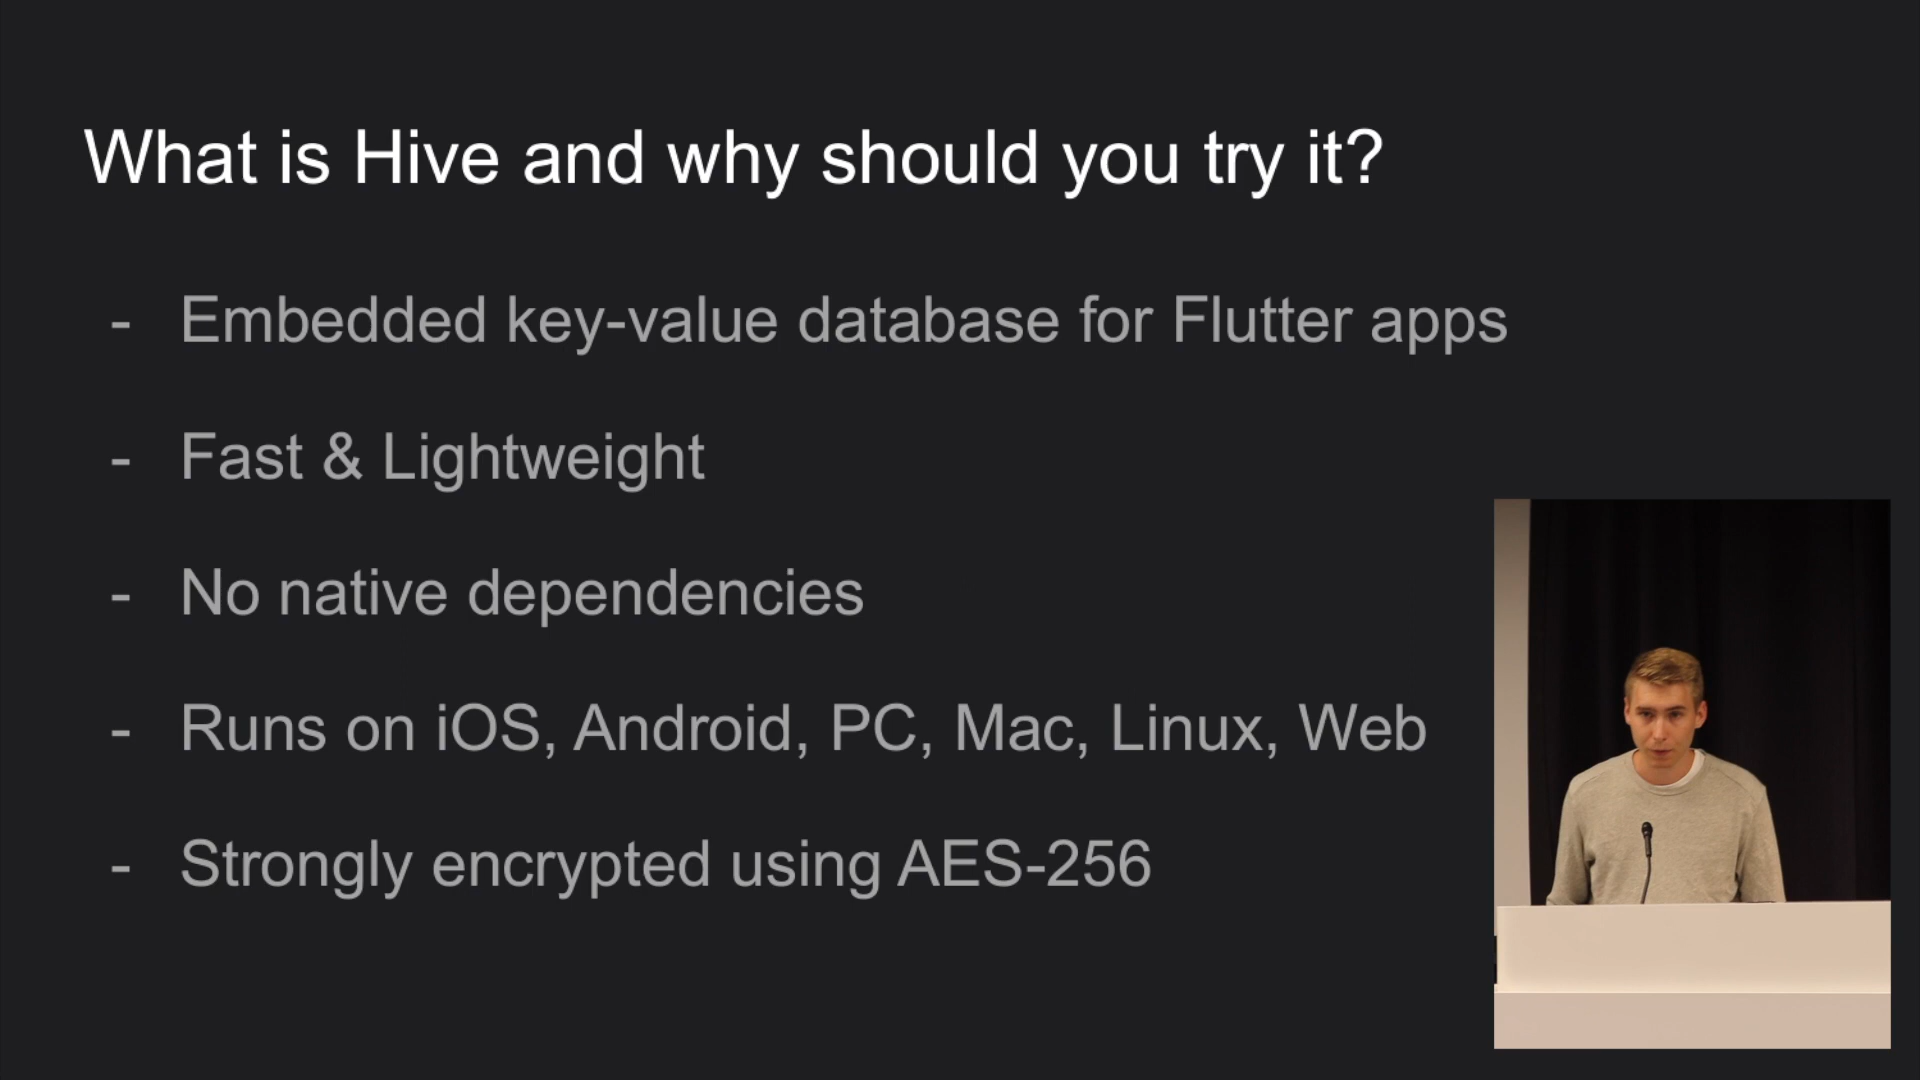 What is Hive and why should you try it?
- Embedded key-value database for Flutter apps
- Fast & Lightweight
- No native dependencies
- Runs on iOS, Android, PC, Mac, Linux, Web
- Strongly encrypted using AES-256